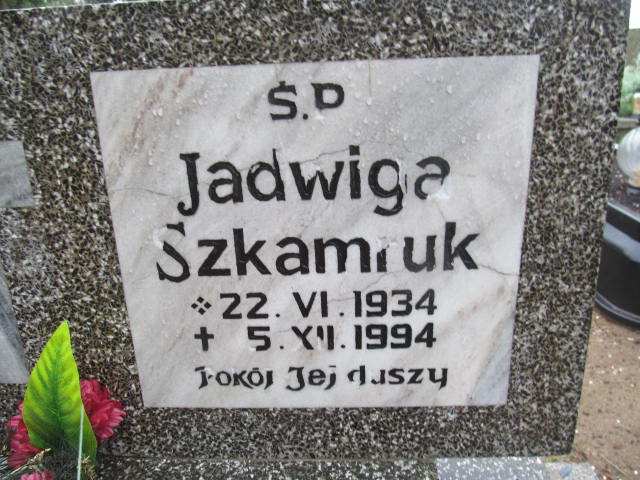 Ś.P
Jadwiga
Szkamruk
22. VI. 1934
✝ 5. XII. 1994
Pokój Jej duszy